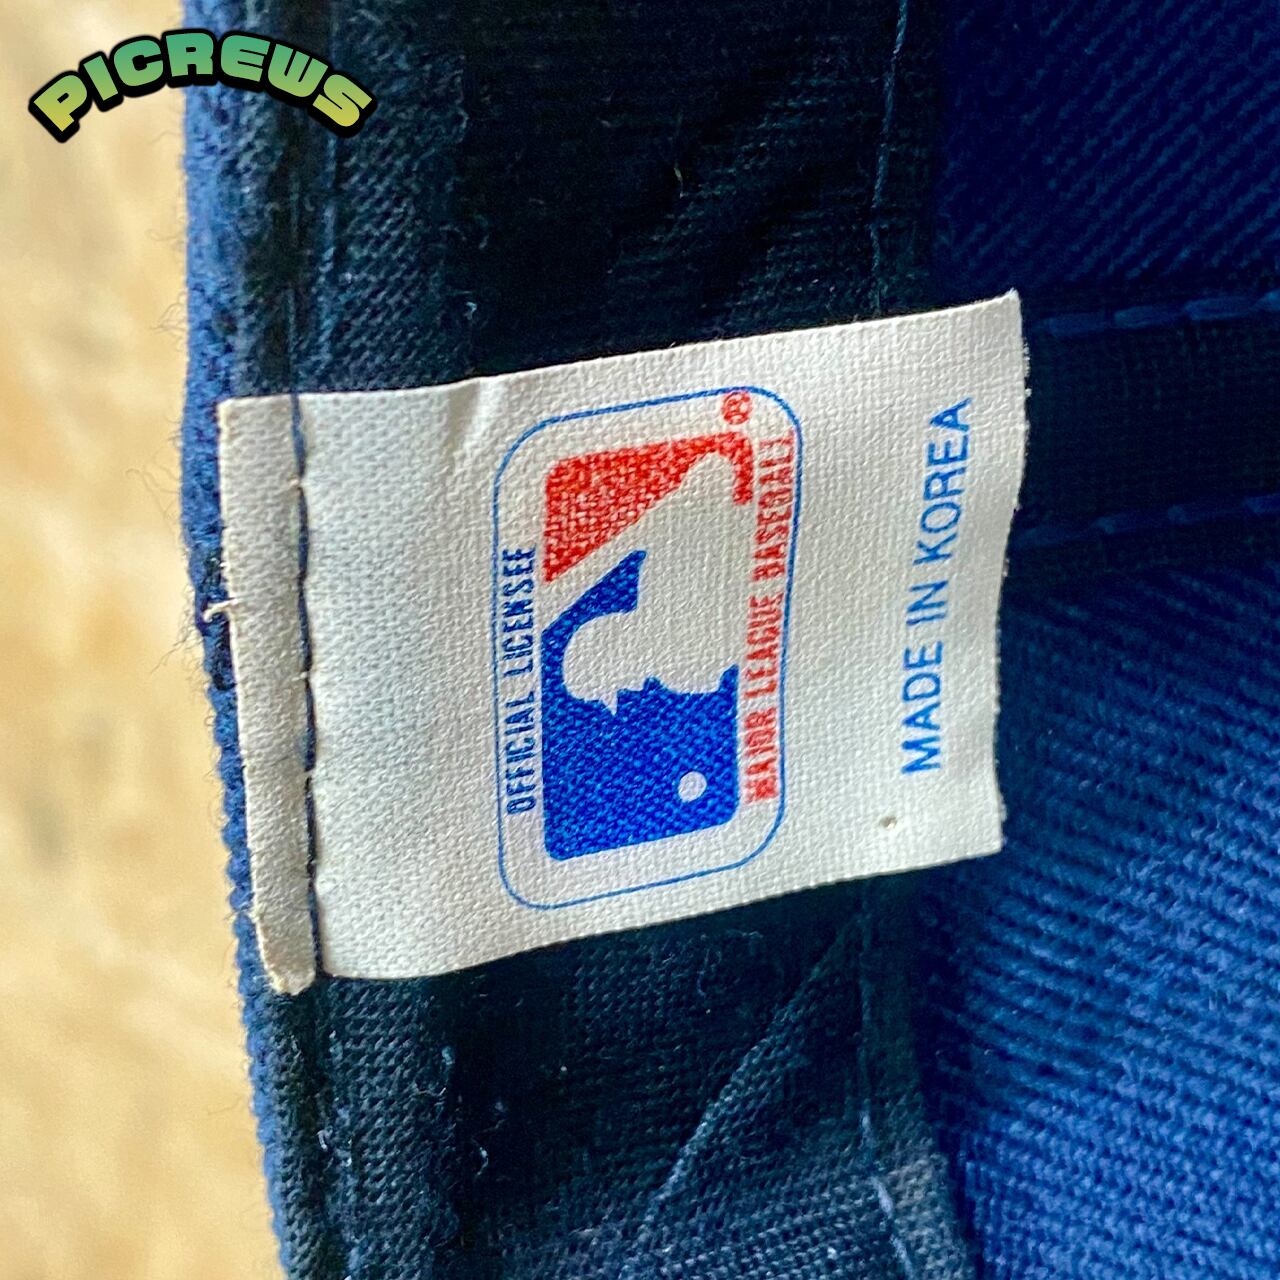 PICREWS
OFFICIAL LICENSEE
MAJOR LEAGUE BASEBALL®
MADE IN KOREA